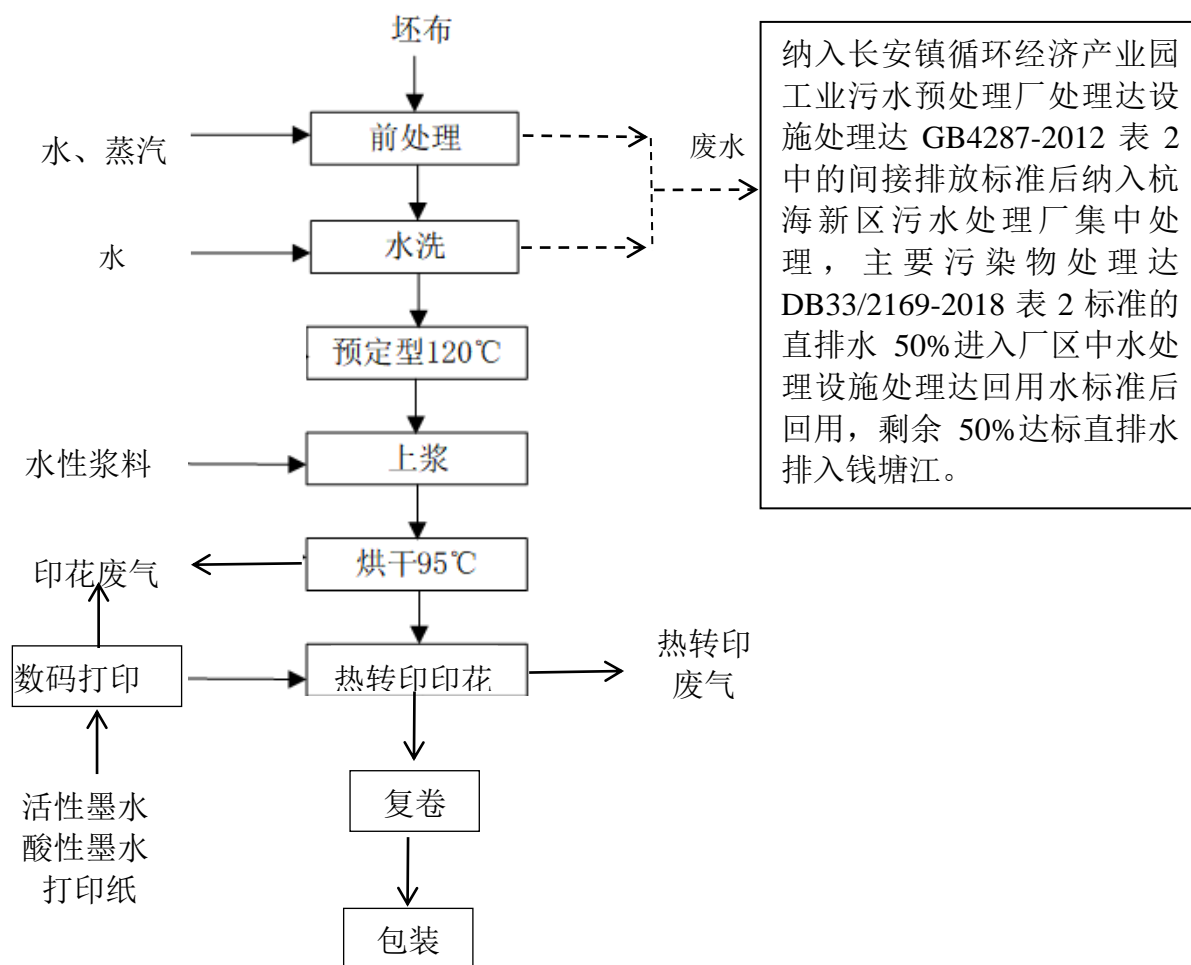 坯布
前处理
水、蒸汽
废水
水洗
水
预定型120℃
上浆
水性浆料
烘干95℃
印花废气
数码打印
热转印印花
热转印
废气
活性墨水
酸性墨水
打印纸
复卷
包装
纳入长安镇循环经济产业园
工业污水预处理厂处理达设
施处理达 GB4287-2012 表 2
中的间接排放标准后纳入杭
海新区污水处理厂集中处
理，主要污染物处理达
DB33/2169-2018 表 2 标准的
直排水 50%进入厂区中水处
理设施处理达回用水标准后
回用，剩余 50%达标直排水
排入钱塘江。